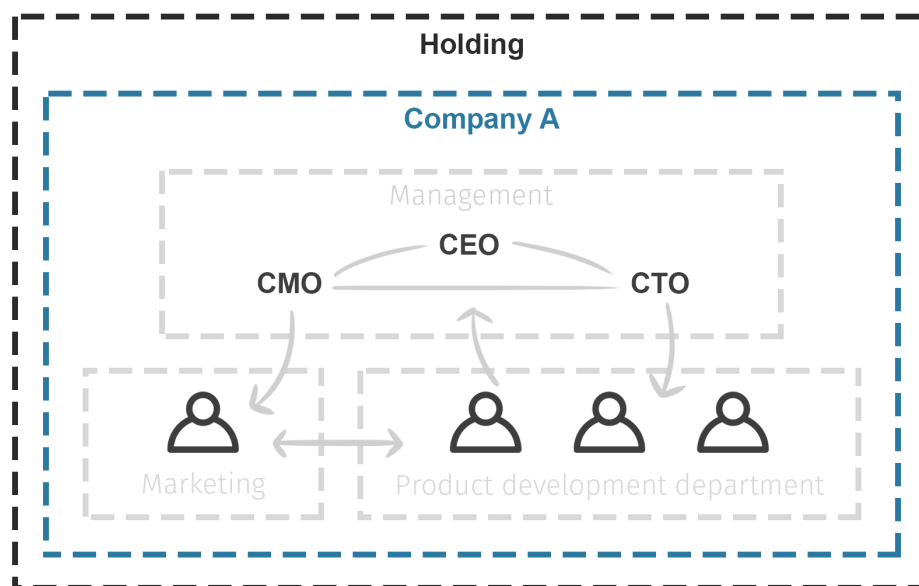 Holding
Company A
Management
CEO
CMO
CTO
Marketing
Product development department